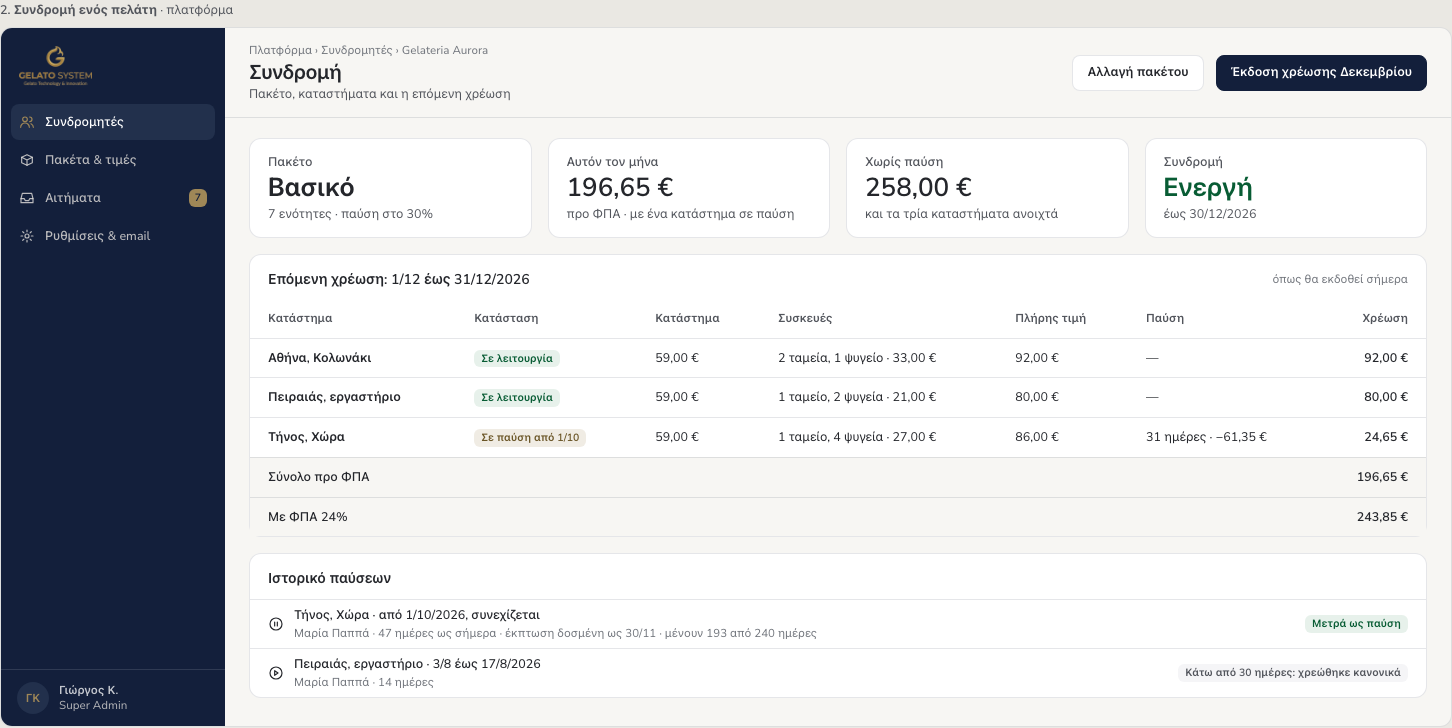 2. Συνδρομή ενός πελάτη · πλατφόρμα
GELATO SYSTEM
Gelato Technology & Innovation
Συνδρομητές
Πακέτα & τιμές
Αιτήματα 7
Ρυθμίσεις & email
ΓΚ
Γιώργος Κ.
Super Admin
Πλατφόρμα › Συνδρομητές › Gelateria Aurora
Συνδρομή
Πακέτο, καταστήματα και η επόμενη χρέωση
Αλλαγή πακέτου
Έκδοση χρέωσης Δεκεμβρίου
Πακέτο
Βασικό
7 ενότητες · παύση στο 30%
Αυτόν τον μήνα
196,65 €
προ ΦΠΑ · με ένα κατάστημα σε παύση
Χωρίς παύση
258,00 €
και τα τρία καταστήματα ανοιχτά
Συνδρομή
Ενεργή
έως 30/12/2026
Επόμενη χρέωση: 1/12 έως 31/12/2026 όπως θα εκδοθεί σήμερα
Κατάστημα Κατάσταση Κατάστημα Συσκευές Πλήρης τιμή Παύση Χρέωση
Αθήνα, Κολωνάκι Σε λειτουργία 59,00 € 2 ταμεία, 1 ψυγείο · 33,00 € 92,00 € — 92,00 €
Πειραιάς, εργαστήριο Σε λειτουργία 59,00 € 1 ταμείο, 2 ψυγεία · 21,00 € 80,00 € — 80,00 €
Τήνος, Χώρα Σε παύση από 1/10 59,00 € 1 ταμείο, 4 ψυγεία · 27,00 € 86,00 € 31 ημέρες · −61,35 € 24,65 €
Σύνολο προ ΦΠΑ 196,65 €
Με ΦΠΑ 24% 243,85 €
Ιστορικό παύσεων
Τήνος, Χώρα · από 1/10/2026, συνεχίζεται
Μαρία Παππά · 47 ημέρες ως σήμερα · έκπτωση δοσμένη ως 30/11 · μένουν 193 από 240 ημέρες
Μετρά ως παύση
Πειραιάς, εργαστήριο · 3/8 έως 17/8/2026
Μαρία Παππά · 14 ημέρες
Κάτω από 30 ημέρες: χρεώθηκε κανονικά